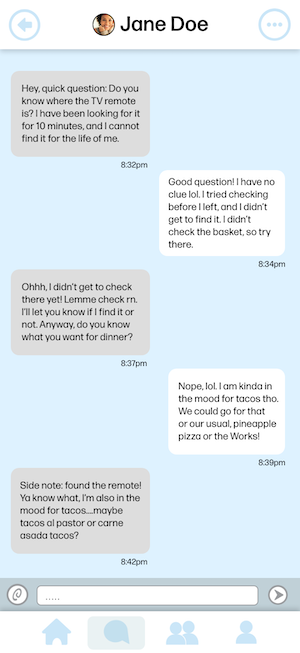 Jane Doe
Hey, quick question: Do you
know where the TV remote
is? I have been looking for it
for 10 minutes, and I cannot
find it for the life of me.
8:32pm
Good question! I have no
clue lol. I tried checking
before I left, and I didn't
get to find it. I didn't
check the basket, so try
there.
8:34pm
Ohhh, I didn't get to check
there yet! Lemme check rn.
I'll let you know if I find it or
not. Anyway, do you know
what you want for dinner?
8:37pm
Nope, lol. I am kinda in
the mood for tacos tho.
We could go for that
or our usual, pineapple
pizza or the Works!
8:39pm
Side note: found the remote!
Ya know what, I'm also in the
mood for tacos....maybe
tacos al pastor or carne
asada tacos?
8:42pm
.....